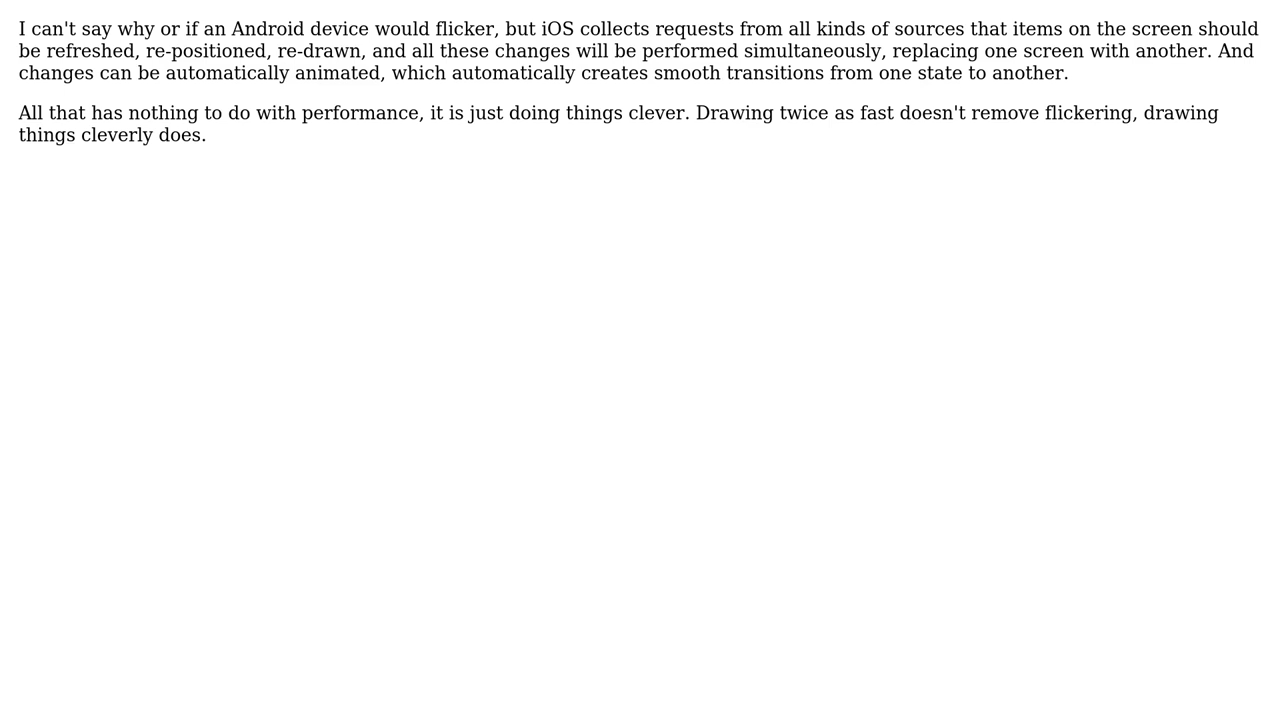 I can't say why or if an Android device would flicker, but iOS collects requests from all kinds of sources that items on the screen should
be refreshed, re-positioned, re-drawn, and all these changes will be performed simultaneously, replacing one screen with another. And
changes can be automatically animated, which automatically creates smooth transitions from one state to another.
All that has nothing to do with performance, it is just doing things clever. Drawing twice as fast doesn't remove flickering, drawing
things cleverly does.